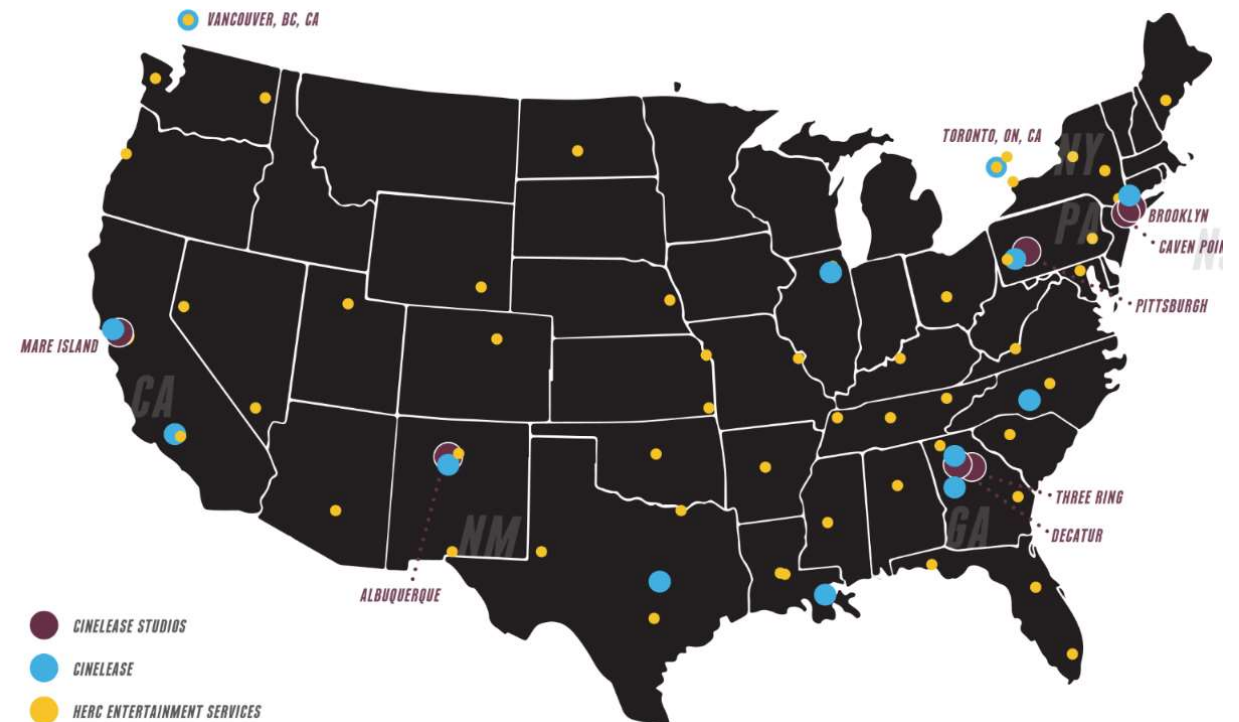 VANCOUVER, BC, CA
TORONTO, ON, CA
NY
BROOKLYN
PA
CAVEN POI
PITTSBURGH
MARE ISLAND
CA
THREE RING
NM
GA
DECATUR
ALBUQUERQUE
CINELEASE STUDIOS
CINELEASE
HERC ENTERTAINMENT SERVICES